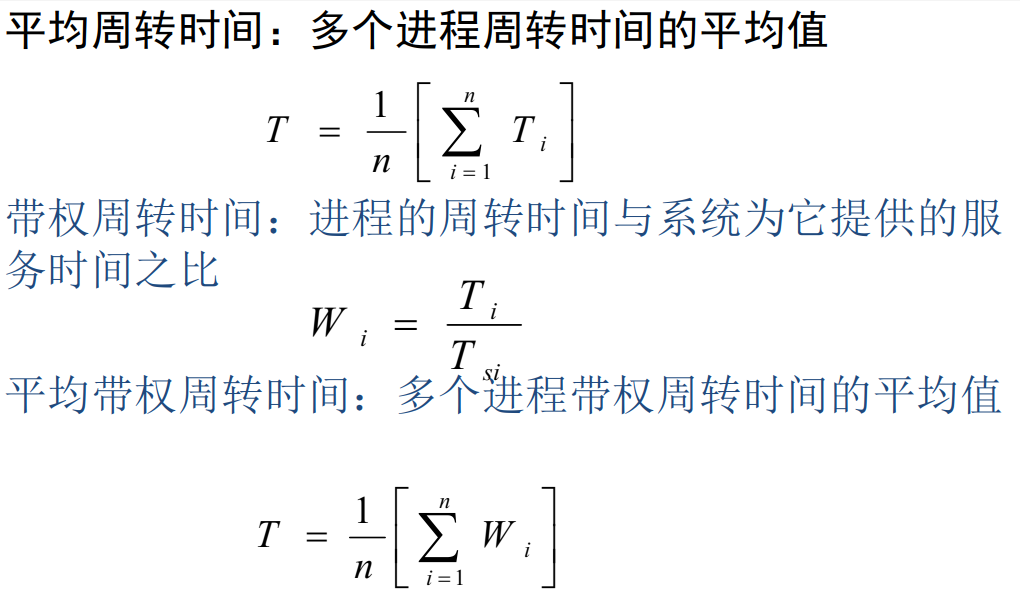 平均周转时间：多个进程周转时间的平均值
T = \frac{1}{n} \left[ \sum_{i=1}^{n} T_i \right]
带权周转时间：进程的周转时间与系统为它提供的服
务时间之比
W_i = \frac{T_i}{T_{si}}
平均带权周转时间：多个进程带权周转时间的平均值
T = \frac{1}{n} \left[ \sum_{i=1}^{n} W_i \right]